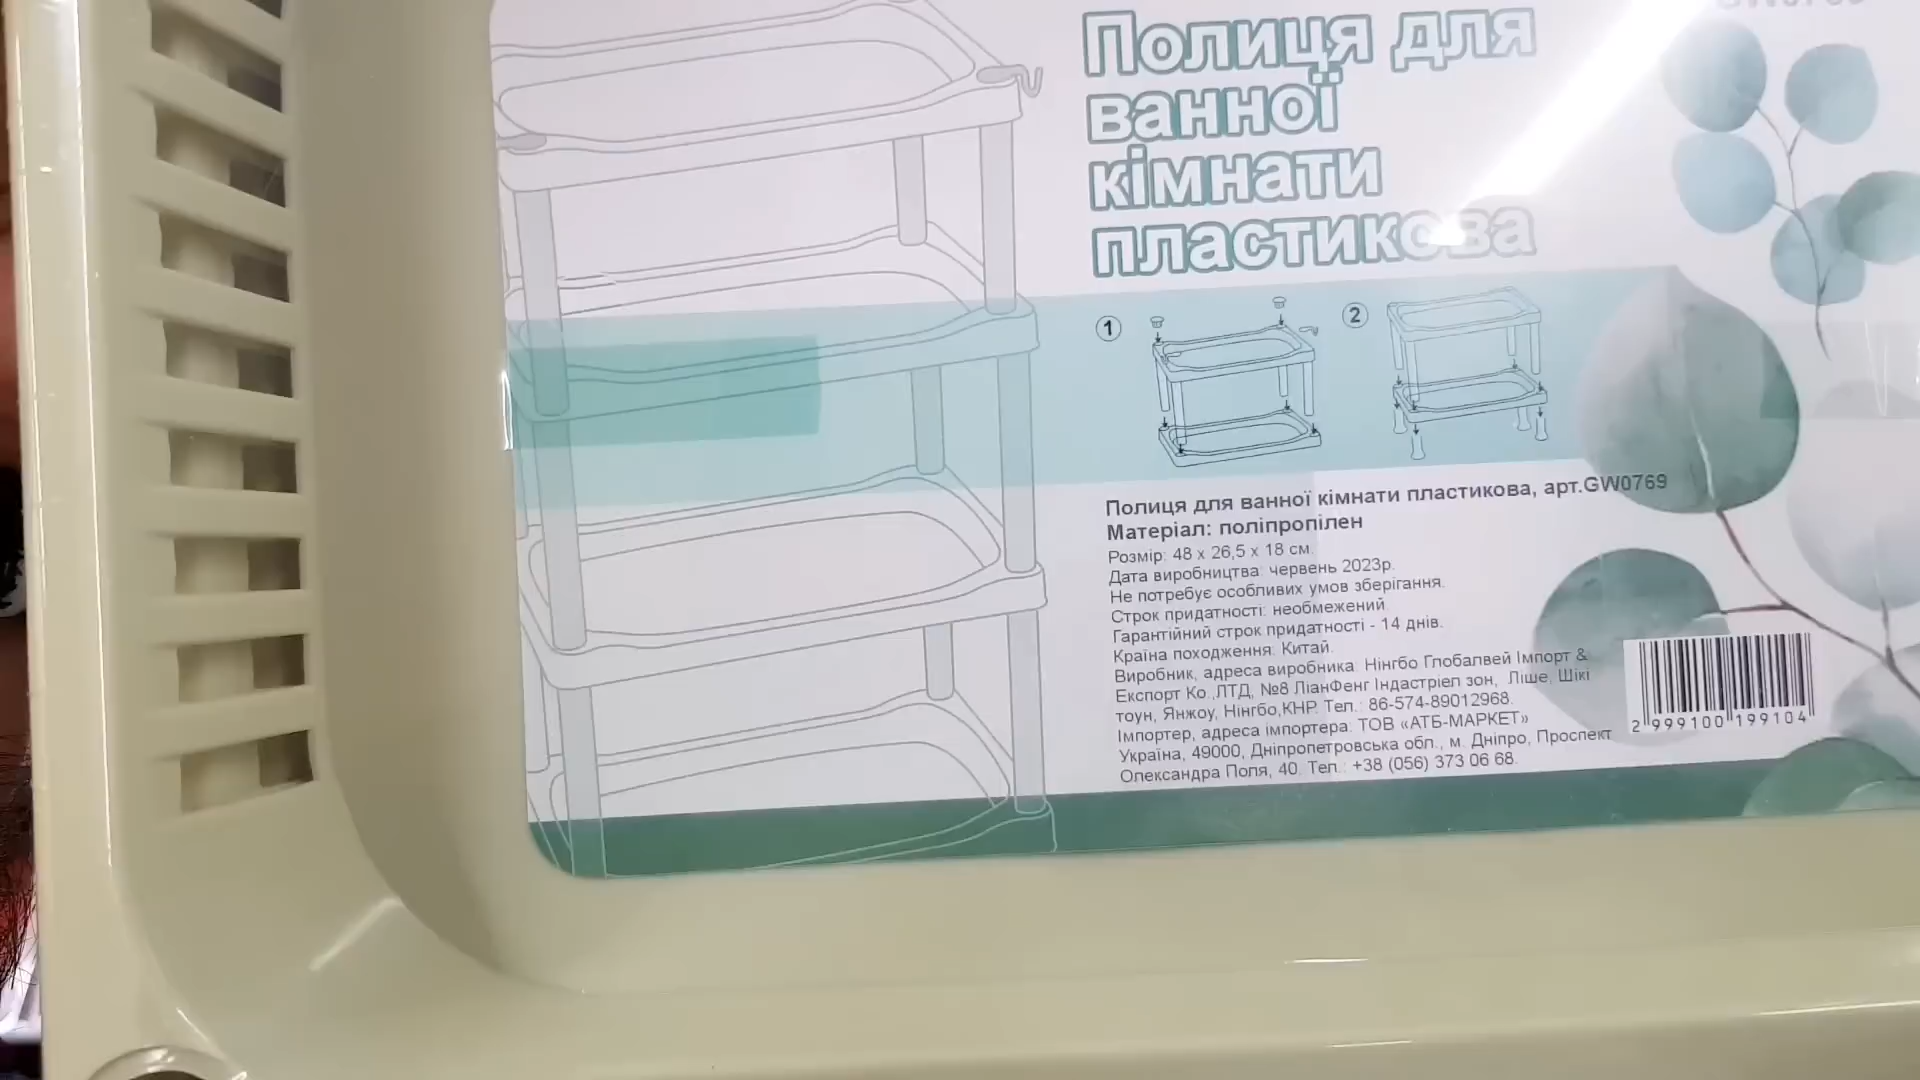 Полиця для
ванної
кімнати
пластикова
1
2
Полиця для ванної кімнати пластикова, арт.GW0769
Матеріал: поліпропілен
Розмір: 48 x 26,5 x 18 см.
Дата виробництва: червень 2023р.
Не потребує особливих умов зберігання.
Строк придатності: необмежений.
Гарантійний строк придатності - 14 днів.
Країна походження: Китай.
Виробник, адреса виробника: Нінгбо Глобалвей Імпорт &
Експорт Ко.,ЛТД, №8 ЛіанФенг Індастріел зон, Ліше, Шікі
тоун, Янжоу, Нінгбо,КНР. Тел.: 86-574-89012968.
Імпортер, адреса імпортера: ТОВ «АТБ-МАРКЕТ»
Україна, 49000, Дніпропетровська обл., м. Дніпро, Проспект
Олександра Поля, 40. Тел.: +38 (056) 373 06 68.
2 999100 199104